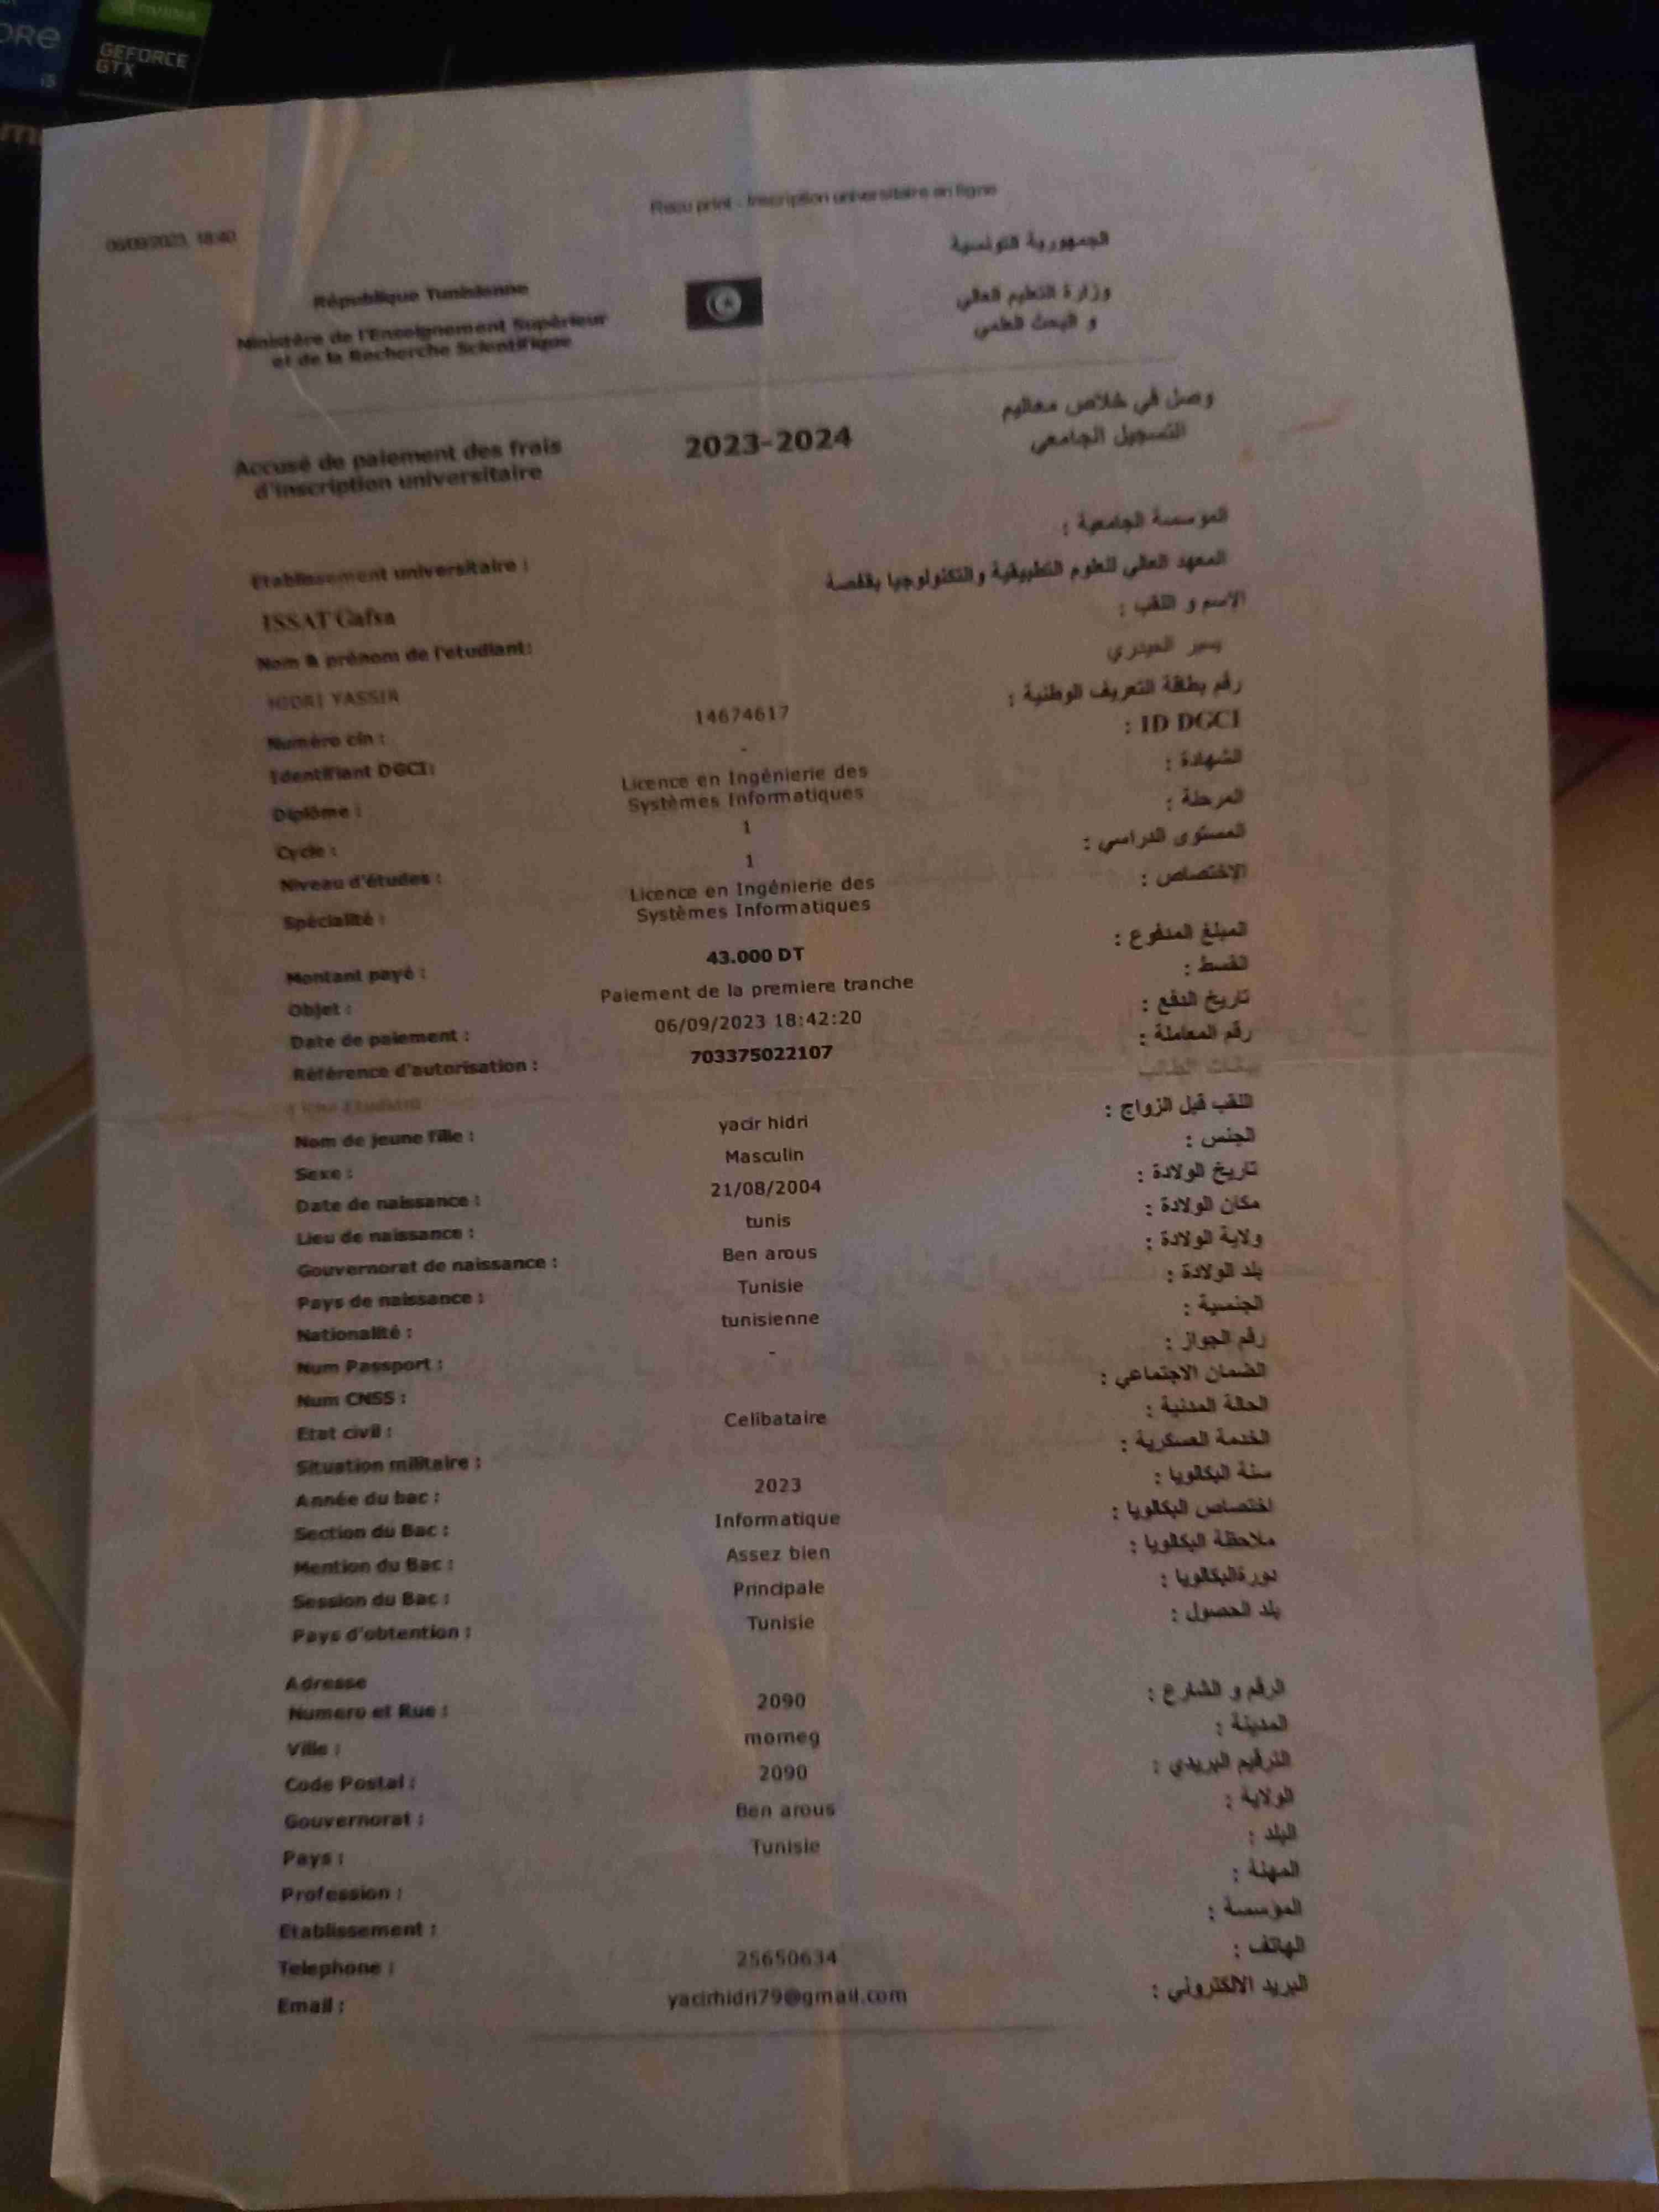 GEFORCE
GTX
i5
Recu print - Inscription universitaire en ligne
06/09/2023, 18:40
République Tunisienne
Ministère de l'Enseignement Supérieur
et de la Recherche Scientifique
الجمهورية التونسية
وزارة التعليم العالي
و البحث العلمي
Accusé de paiement des frais
d'inscription universitaire
2023-2024
وصل في خلاص معاليم
التسجيل الجامعي
Etablissement universitaire : المؤسسة الجامعية :
ISSAT Gafsa المعهد العالي للعلوم التطبيقية والتكنولوجيا بقفصة
Nom & prénom de l'etudiant: الاسم و اللقب :
HIDRI YASSIR
Numéro cin : 14674617 رقم بطاقة التعريف الوطنية :
Identifiant DGCI: - ID DGCI :
Diplôme : Licence en Ingénierie des الشهادة :
Systèmes Informatiques
Cycle : 1 المرحلة :
Niveau d'études : 1 المستوى الدراسي :
Spécialité : Licence en Ingénierie des الإختصاص :
Systèmes Informatiques
Montant payé : 43.000 DT المبلغ المدفوع :
Objet : Paiement de la premiere tranche القسط :
Date de paiement : 06/09/2023 18:42:20 تاريخ الدفع :
Référence d'autorisation : 703375022107 رقم المعاملة :
بيانات الطالب
Nom de jeune fille : yacir hidri اللقب قبل الزواج :
Sexe : Masculin الجنس :
Date de naissance : 21/08/2004 تاريخ الولادة :
Lieu de naissance : tunis مكان الولادة :
Gouvernorat de naissance : Ben arous ولاية الولادة :
Pays de naissance : Tunisie بلد الولادة :
Nationalité : tunisienne الجنسية :
Num Passport : - رقم الجواز :
Num CNSS : الضمان الاجتماعي :
Etat civil : Celibataire الحالة المدنية :
Situation militaire : الخدمة العسكرية :
Année du bac : 2023 سنة البكالويا :
Section du Bac : Informatique اختصاص البكالويا :
Mention du Bac : Assez bien ملاحظة البكالويا :
Session du Bac : Principale دورةالبكالويا :
Pays d'obtention : Tunisie بلد الحصول :
Adresse
Numero et Rue : 2090 الرقم و الشارع :
Ville : momeg المدينة :
Code Postal : 2090 الترقيم البريدي :
Gouvernorat : Ben arous الولاية :
Pays : Tunisie البلد :
Profession : المهنة :
Etablissement : المؤسسة :
Telephone : 25650634 الهاتف :
Email : yacirhidri79@gmail.com البريد الالكتروني :